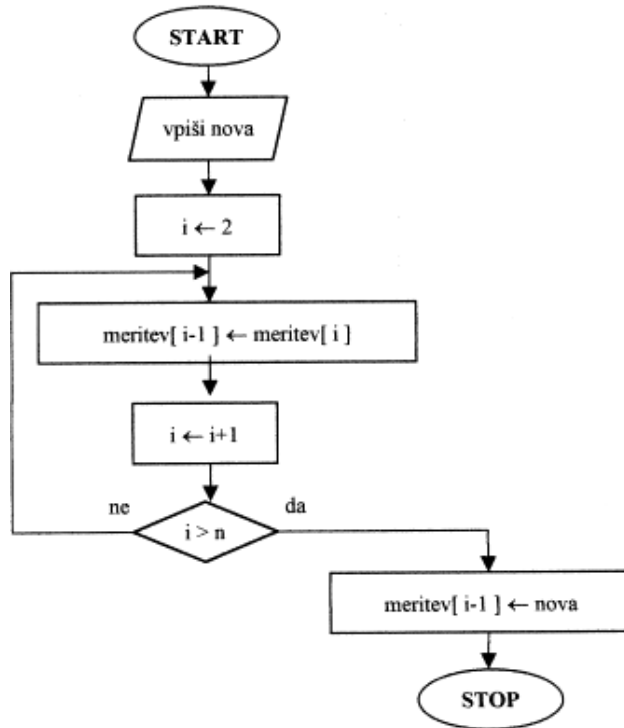 START
vpiši nova
i ← 2
meritev[ i-1 ] ← meritev[ i ]
i ← i+1
ne
da
i > n
meritev[ i-1 ] ← nova
STOP